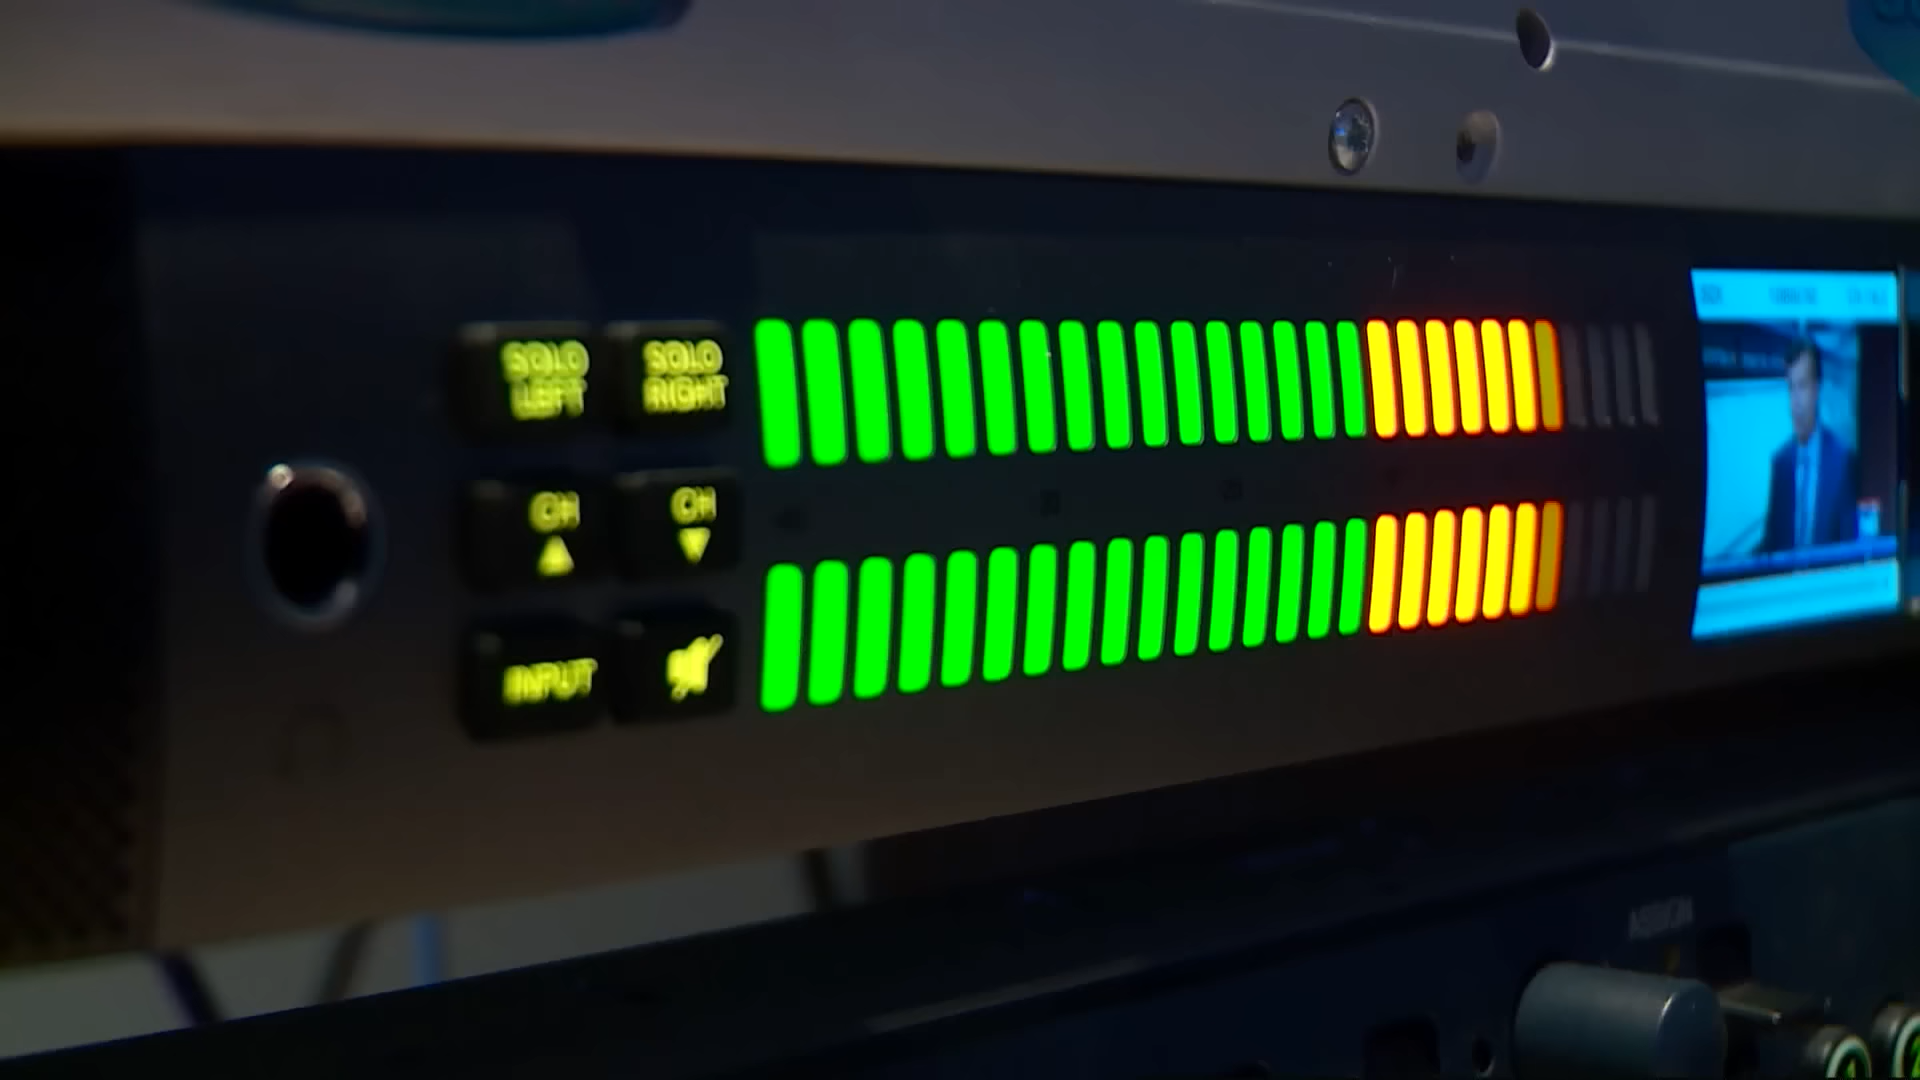 SOLO
LEFT
SOLO
RIGHT
CH
CH
INPUT